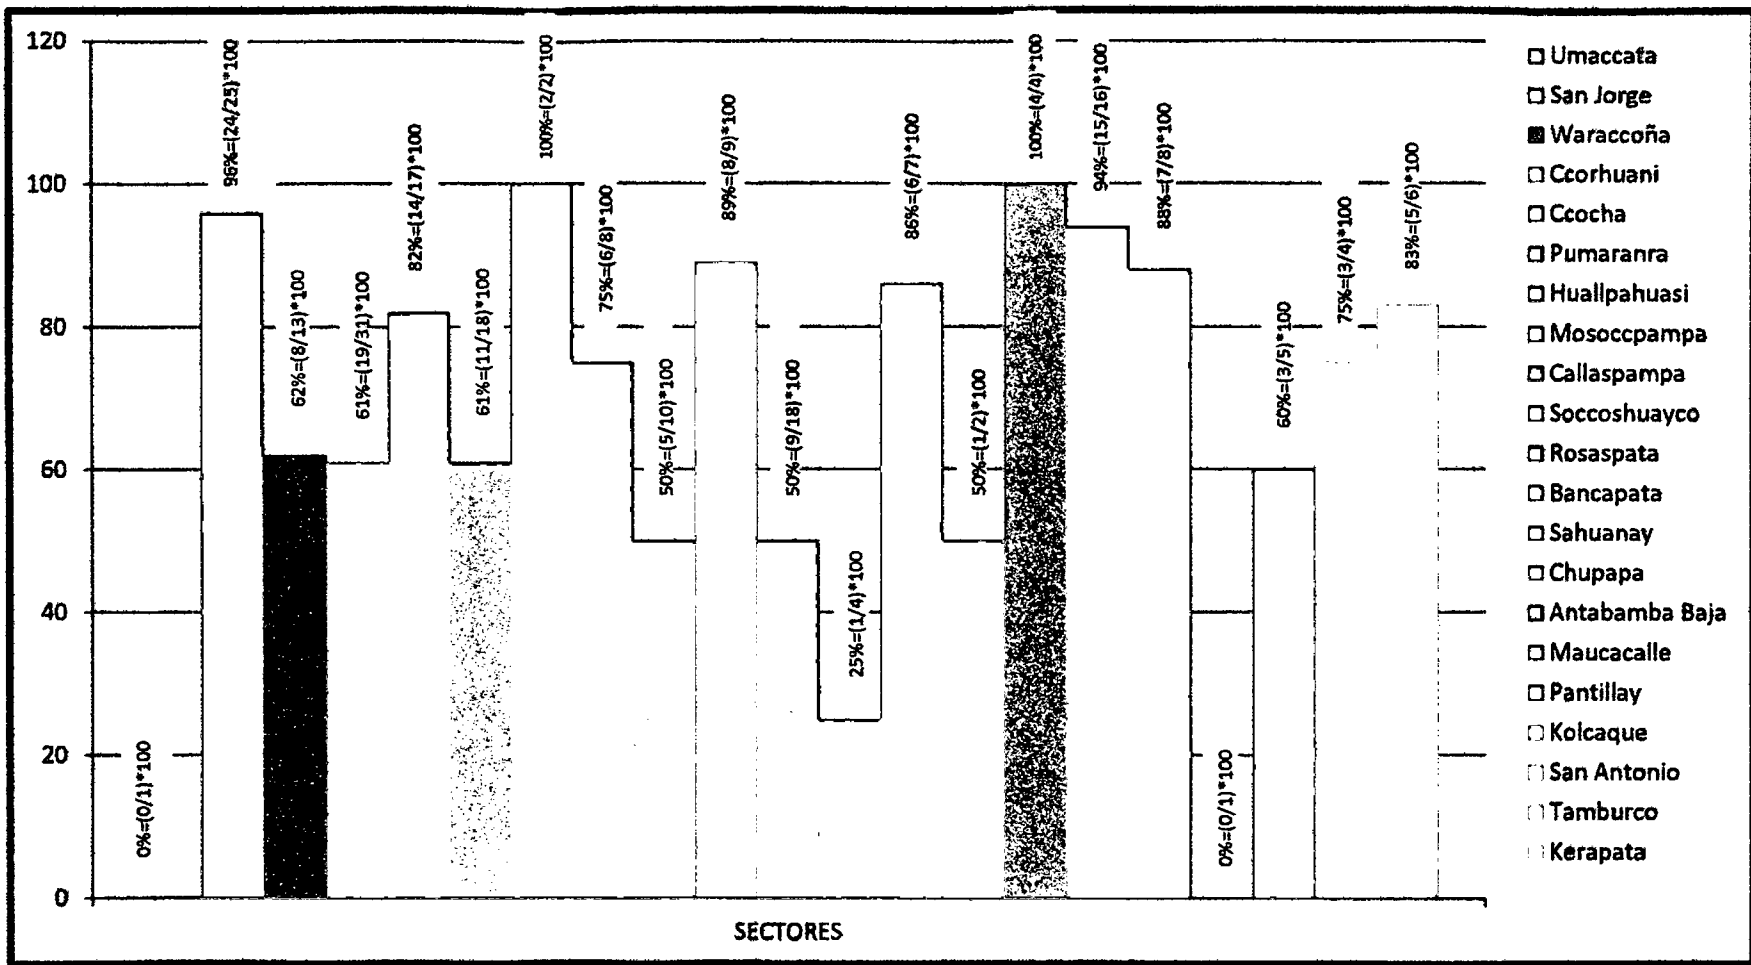 120
100
80
60
40
20
0
0%=(0/1)*100
96%=(24/25)*100
62%=(8/13)*100
61%=(19/31)*100
82%=(14/17)*100
61%=(11/18)*100
100%=(2/2)*100
75%=(6/8)*100
50%=(5/10)*100
89%=(8/9)*100
50%=(9/18)*100
25%=(1/4)*100
86%=(6/7)*100
50%=(1/2)*100
100%=(4/4)*100
94%=(15/16)*100
88%=(7/8)*100
0%=(0/1)*100
60%=(3/5)*100
75%=(3/4)*100
83%=(5/6)*100
SECTORES
Umaccata
San Jorge
Waraccoña
Ccorhuani
Ccocha
Pumaranra
Huallpahuasi
Mosoccpampa
Callaspampa
Soccoshuayco
Rosaspata
Bancapata
Sahuanay
Chupapa
Antabamba Baja
Maucacalle
Pantillay
Kolcaque
San Antonio
Tamburco
Kerapata